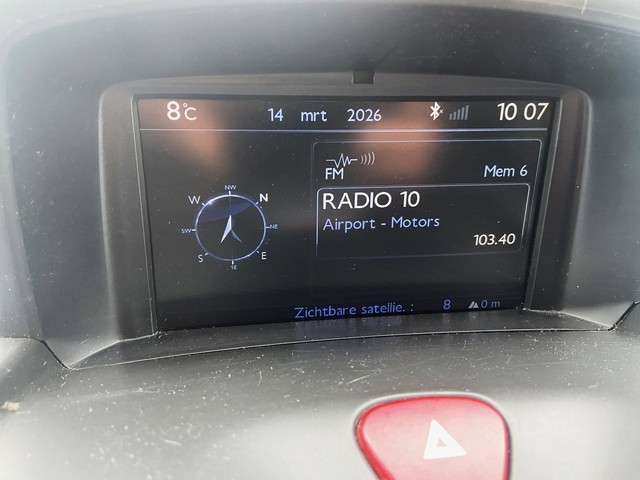 8°C 14 mrt 2026 10 07
FM Mem 6
RADIO 10
Airport - Motors
103.40
NW
W N
SW NE
S E
SE
Zichtbare satellie. : 8 0 m